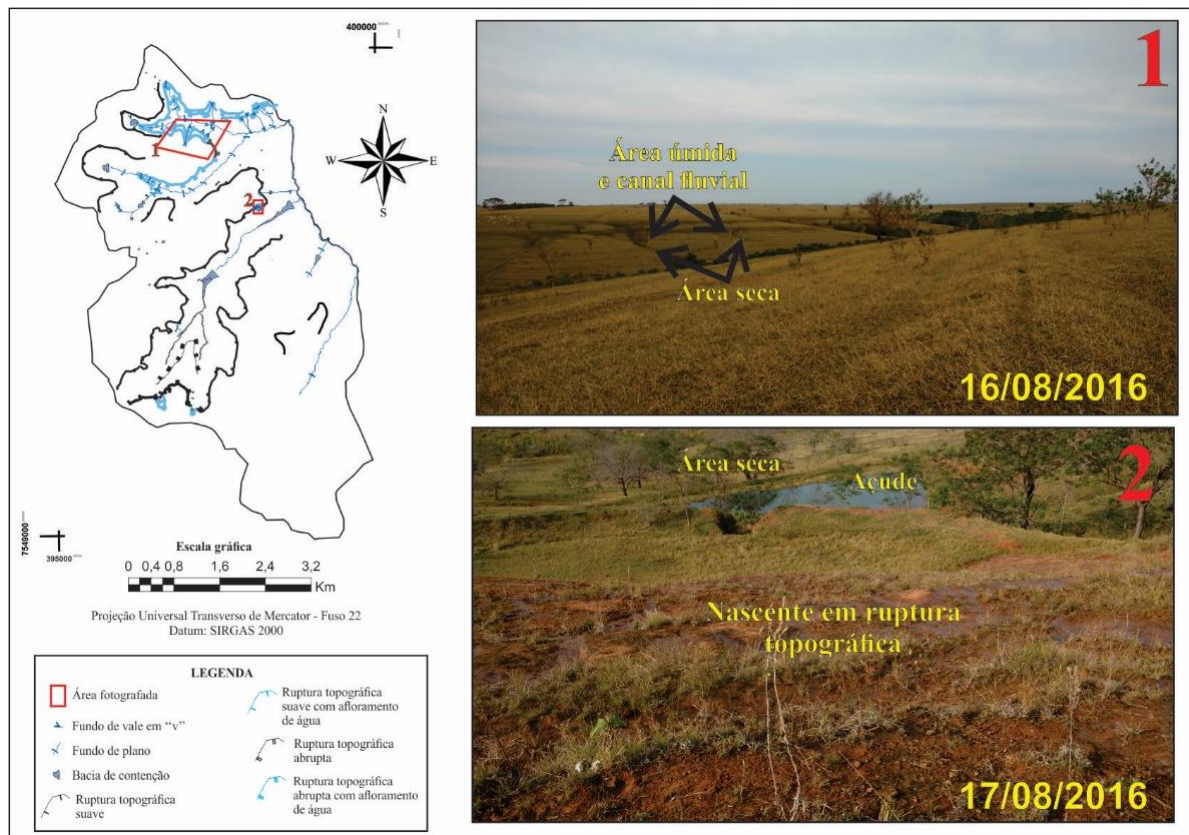 400000
N
W
E
S
1
2
7549000
395000
Escala gráfica
0 0,4 0,8 1,6 2,4 3,2
Km
Projeção Universal Transverso de Mercator - Fuso 22
Datum: SIRGAS 2000
LEGENDA
Área fotografada
Fundo de vale em “v”
Fundo de plano
Bacia de contenção
Ruptura topográfica
suave
Ruptura topográfica
suave com afloramento
de água
Ruptura topográfica
abrupta
Ruptura topográfica
abrupta com afloramento
de água
1
Área úmida
e canal fluvial
Área seca
16/08/2016
2
Área seca
Açude
Nascente em ruptura
topográfica
17/08/2016